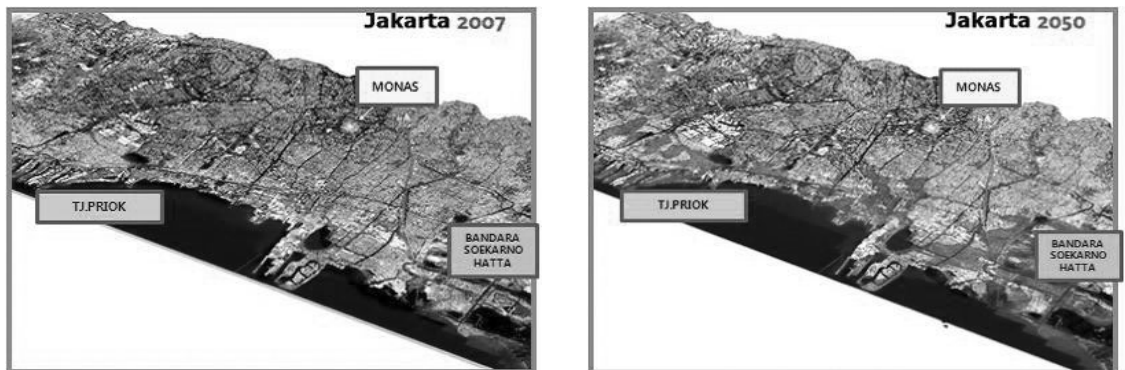 Jakarta 2007
MONAS
TJ.PRIOK
BANDARA
SOEKARNO
HATTA
Jakarta 2050
MONAS
TJ.PRIOK
BANDARA
SOEKARNO
HATTA